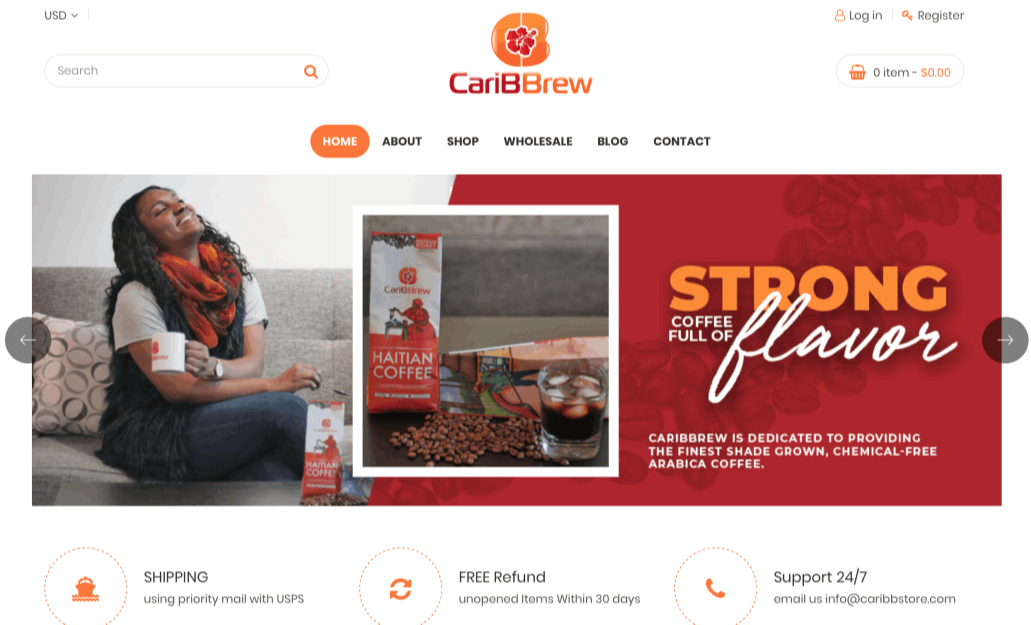 USD
Log in
Register
Search
0 item - $0.00
CariBBrew
HOME
ABOUT
SHOP
WHOLESALE
BLOG
CONTACT
CariBBrew
HAITIAN
COFFEE
HAITIAN
COFFEE
STRONG
COFFEE
FULL OF
flavor
CARIBBREW IS DEDICATED TO PROVIDING
THE FINEST SHADE GROWN, CHEMICAL-FREE
ARABICA COFFEE.
SHIPPING
using priority mail with USPS
FREE Refund
unopened Items Within 30 days
Support 24/7
email us info@caribbstore.com